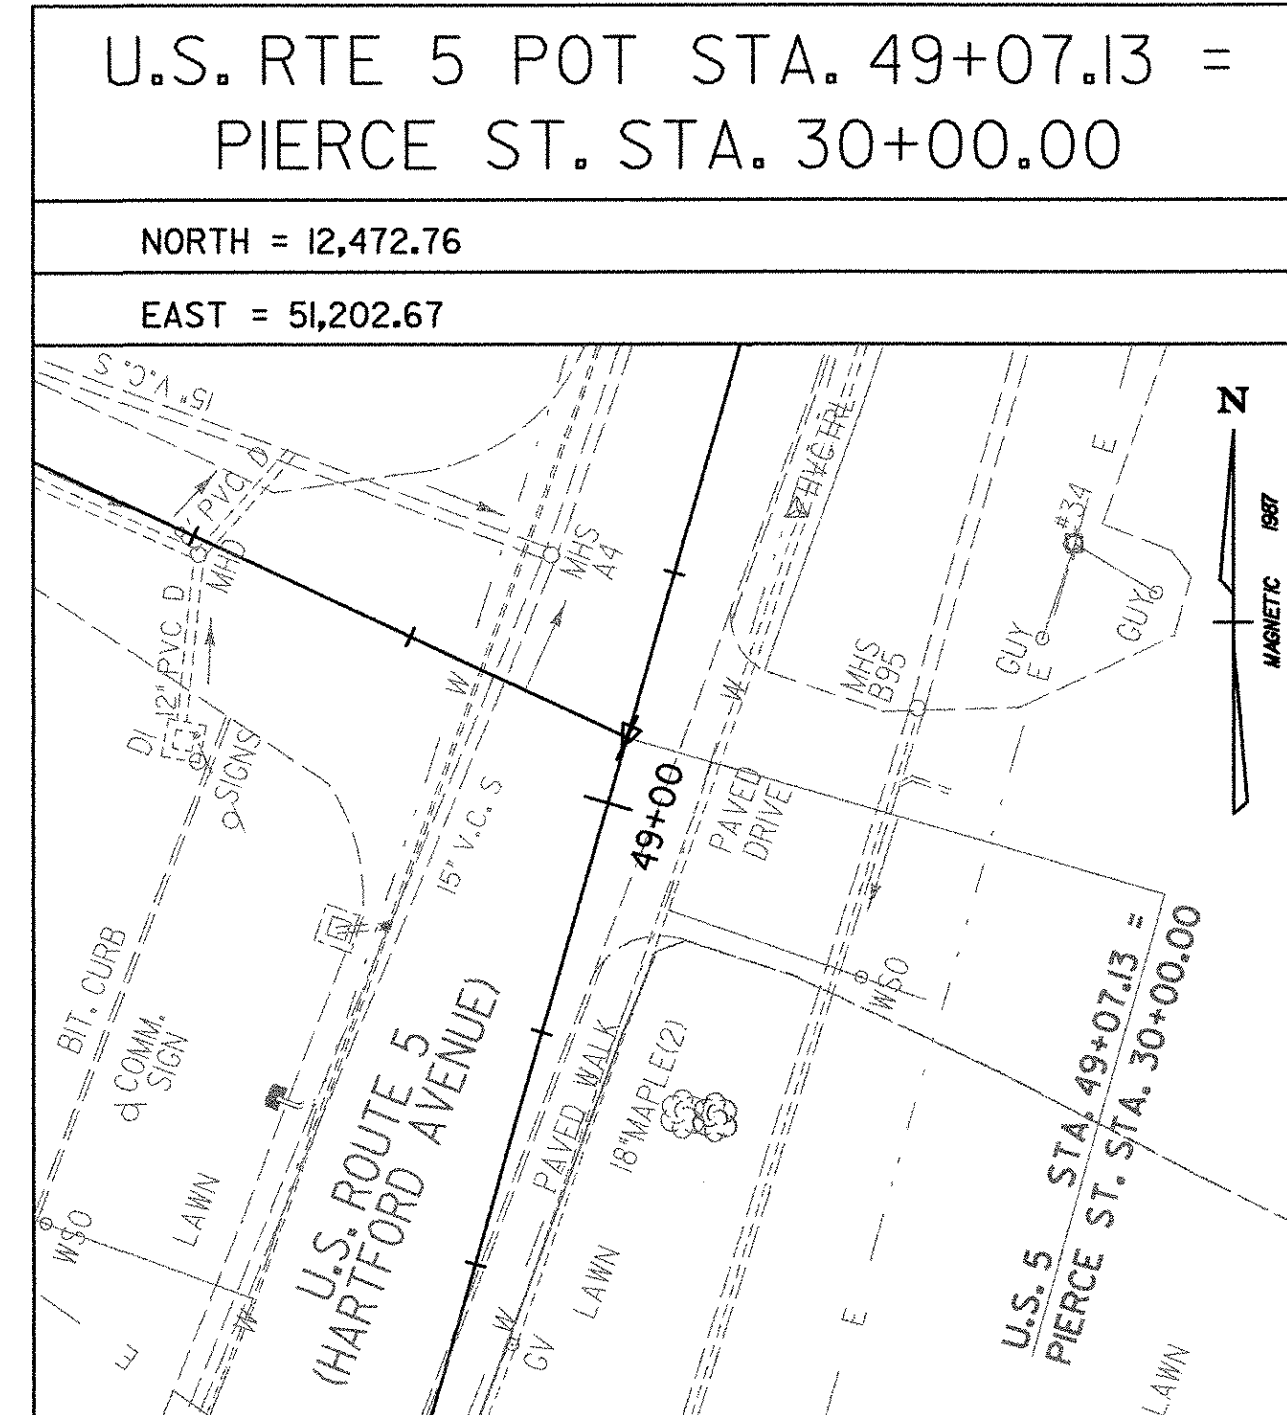 U.S. RTE 5 POT STA. 49+07.13 =
PIERCE ST. STA. 30+00.00
NORTH = 12,472.76
EAST = 51,202.67
15" V.C. S
N
MAGNETIC 1987
E
#34
PVC D
MHD
MHS
A4
GUY
GUY
E
12" PVC D
W
W
MHS
B95
DI
SIGNS
49+00
PAVED
DRIVE
15" V.C. S
BIT. CURB
COMM.
SIGN
WSO
U.S. 5 STA. 49+07.13 =
PIERCE ST. STA. 30+00.00
U.S. ROUTE 5
(HARTFORD AVENUE)
PAVED WALK
18" MAPLE(2)
LAWN
WSO
LAWN
W
W
GV
E
E
LAWN